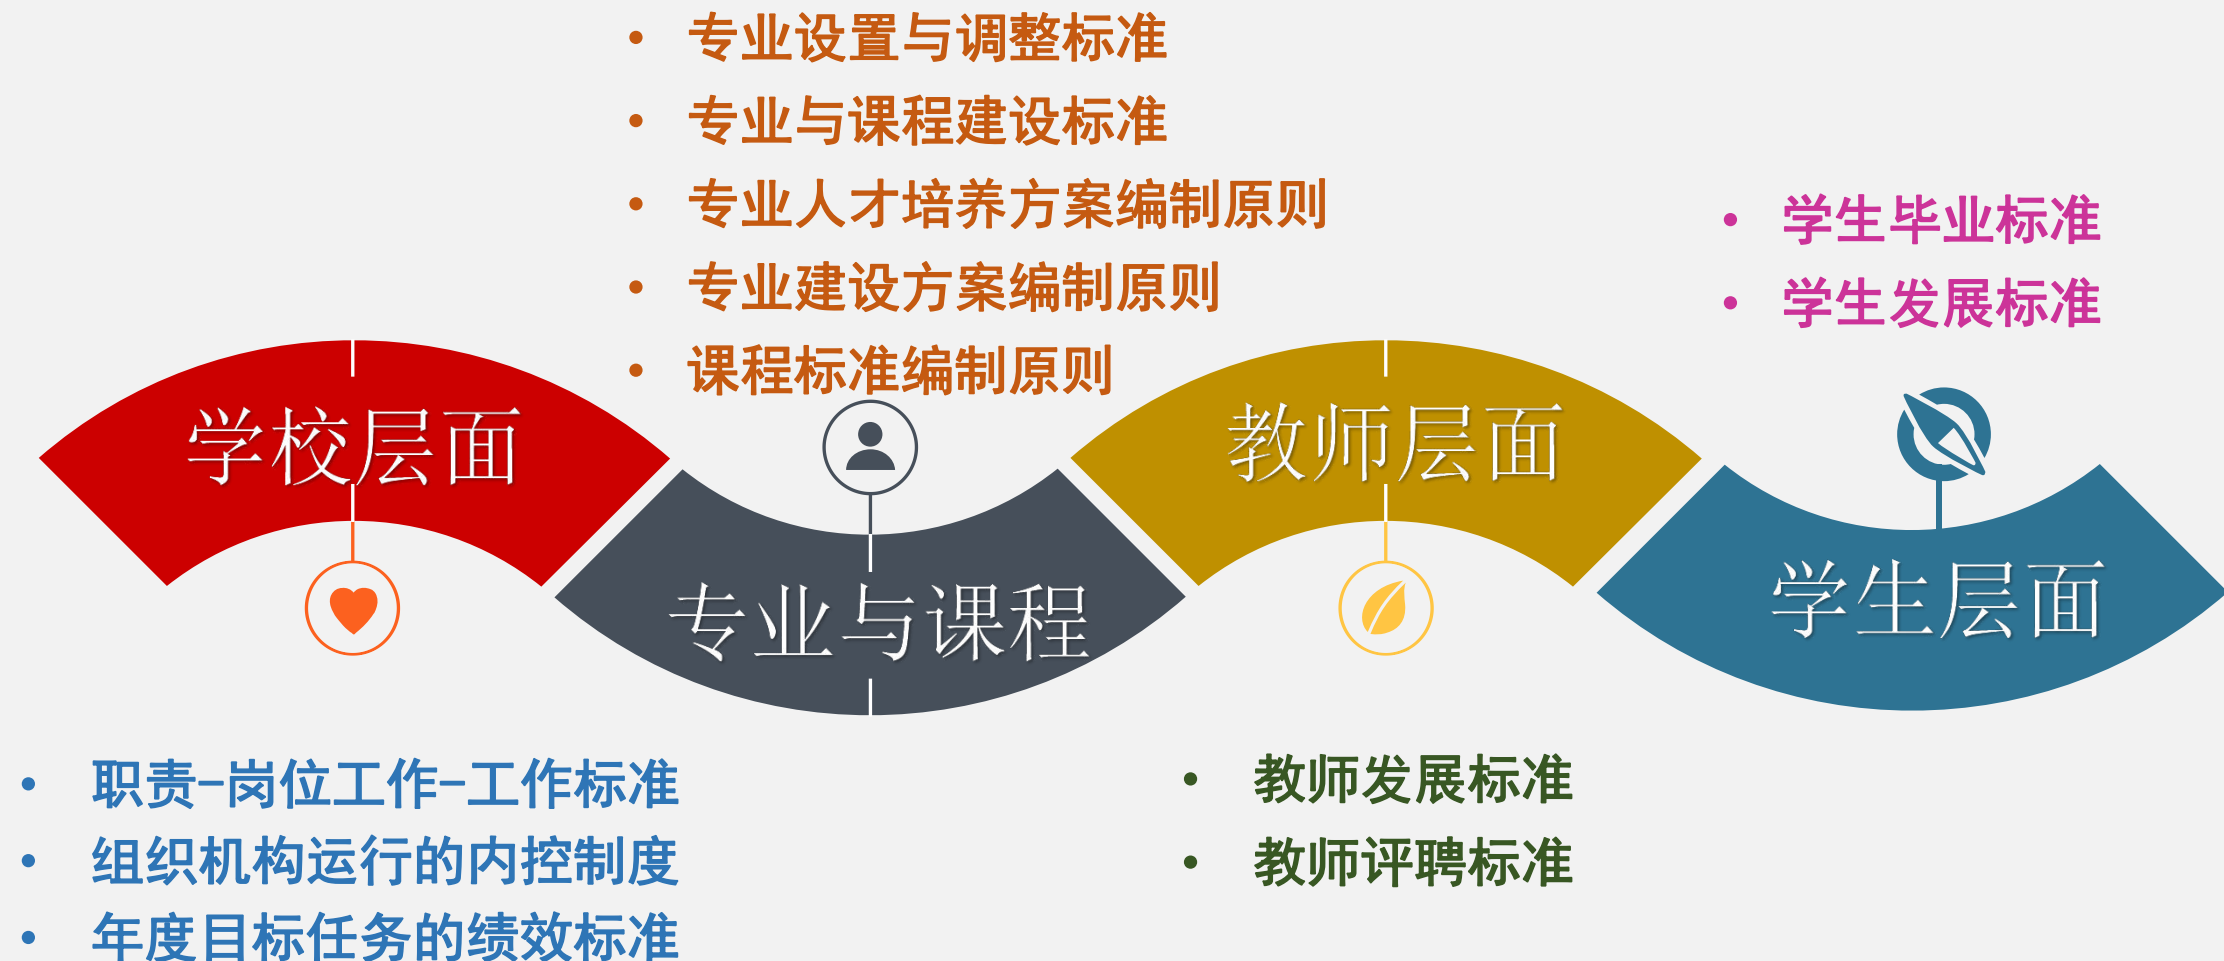 • 专业设置与调整标准
• 专业与课程建设标准
• 专业人才培养方案编制原则
• 专业建设方案编制原则
• 课程标准编制原则
• 学生毕业标准
• 学生发展标准
学校层面
专业与课程
教师层面
学生层面
• 职责-岗位工作-工作标准
• 组织机构运行的内控制度
• 年度目标任务的绩效标准
• 教师发展标准
• 教师评聘标准